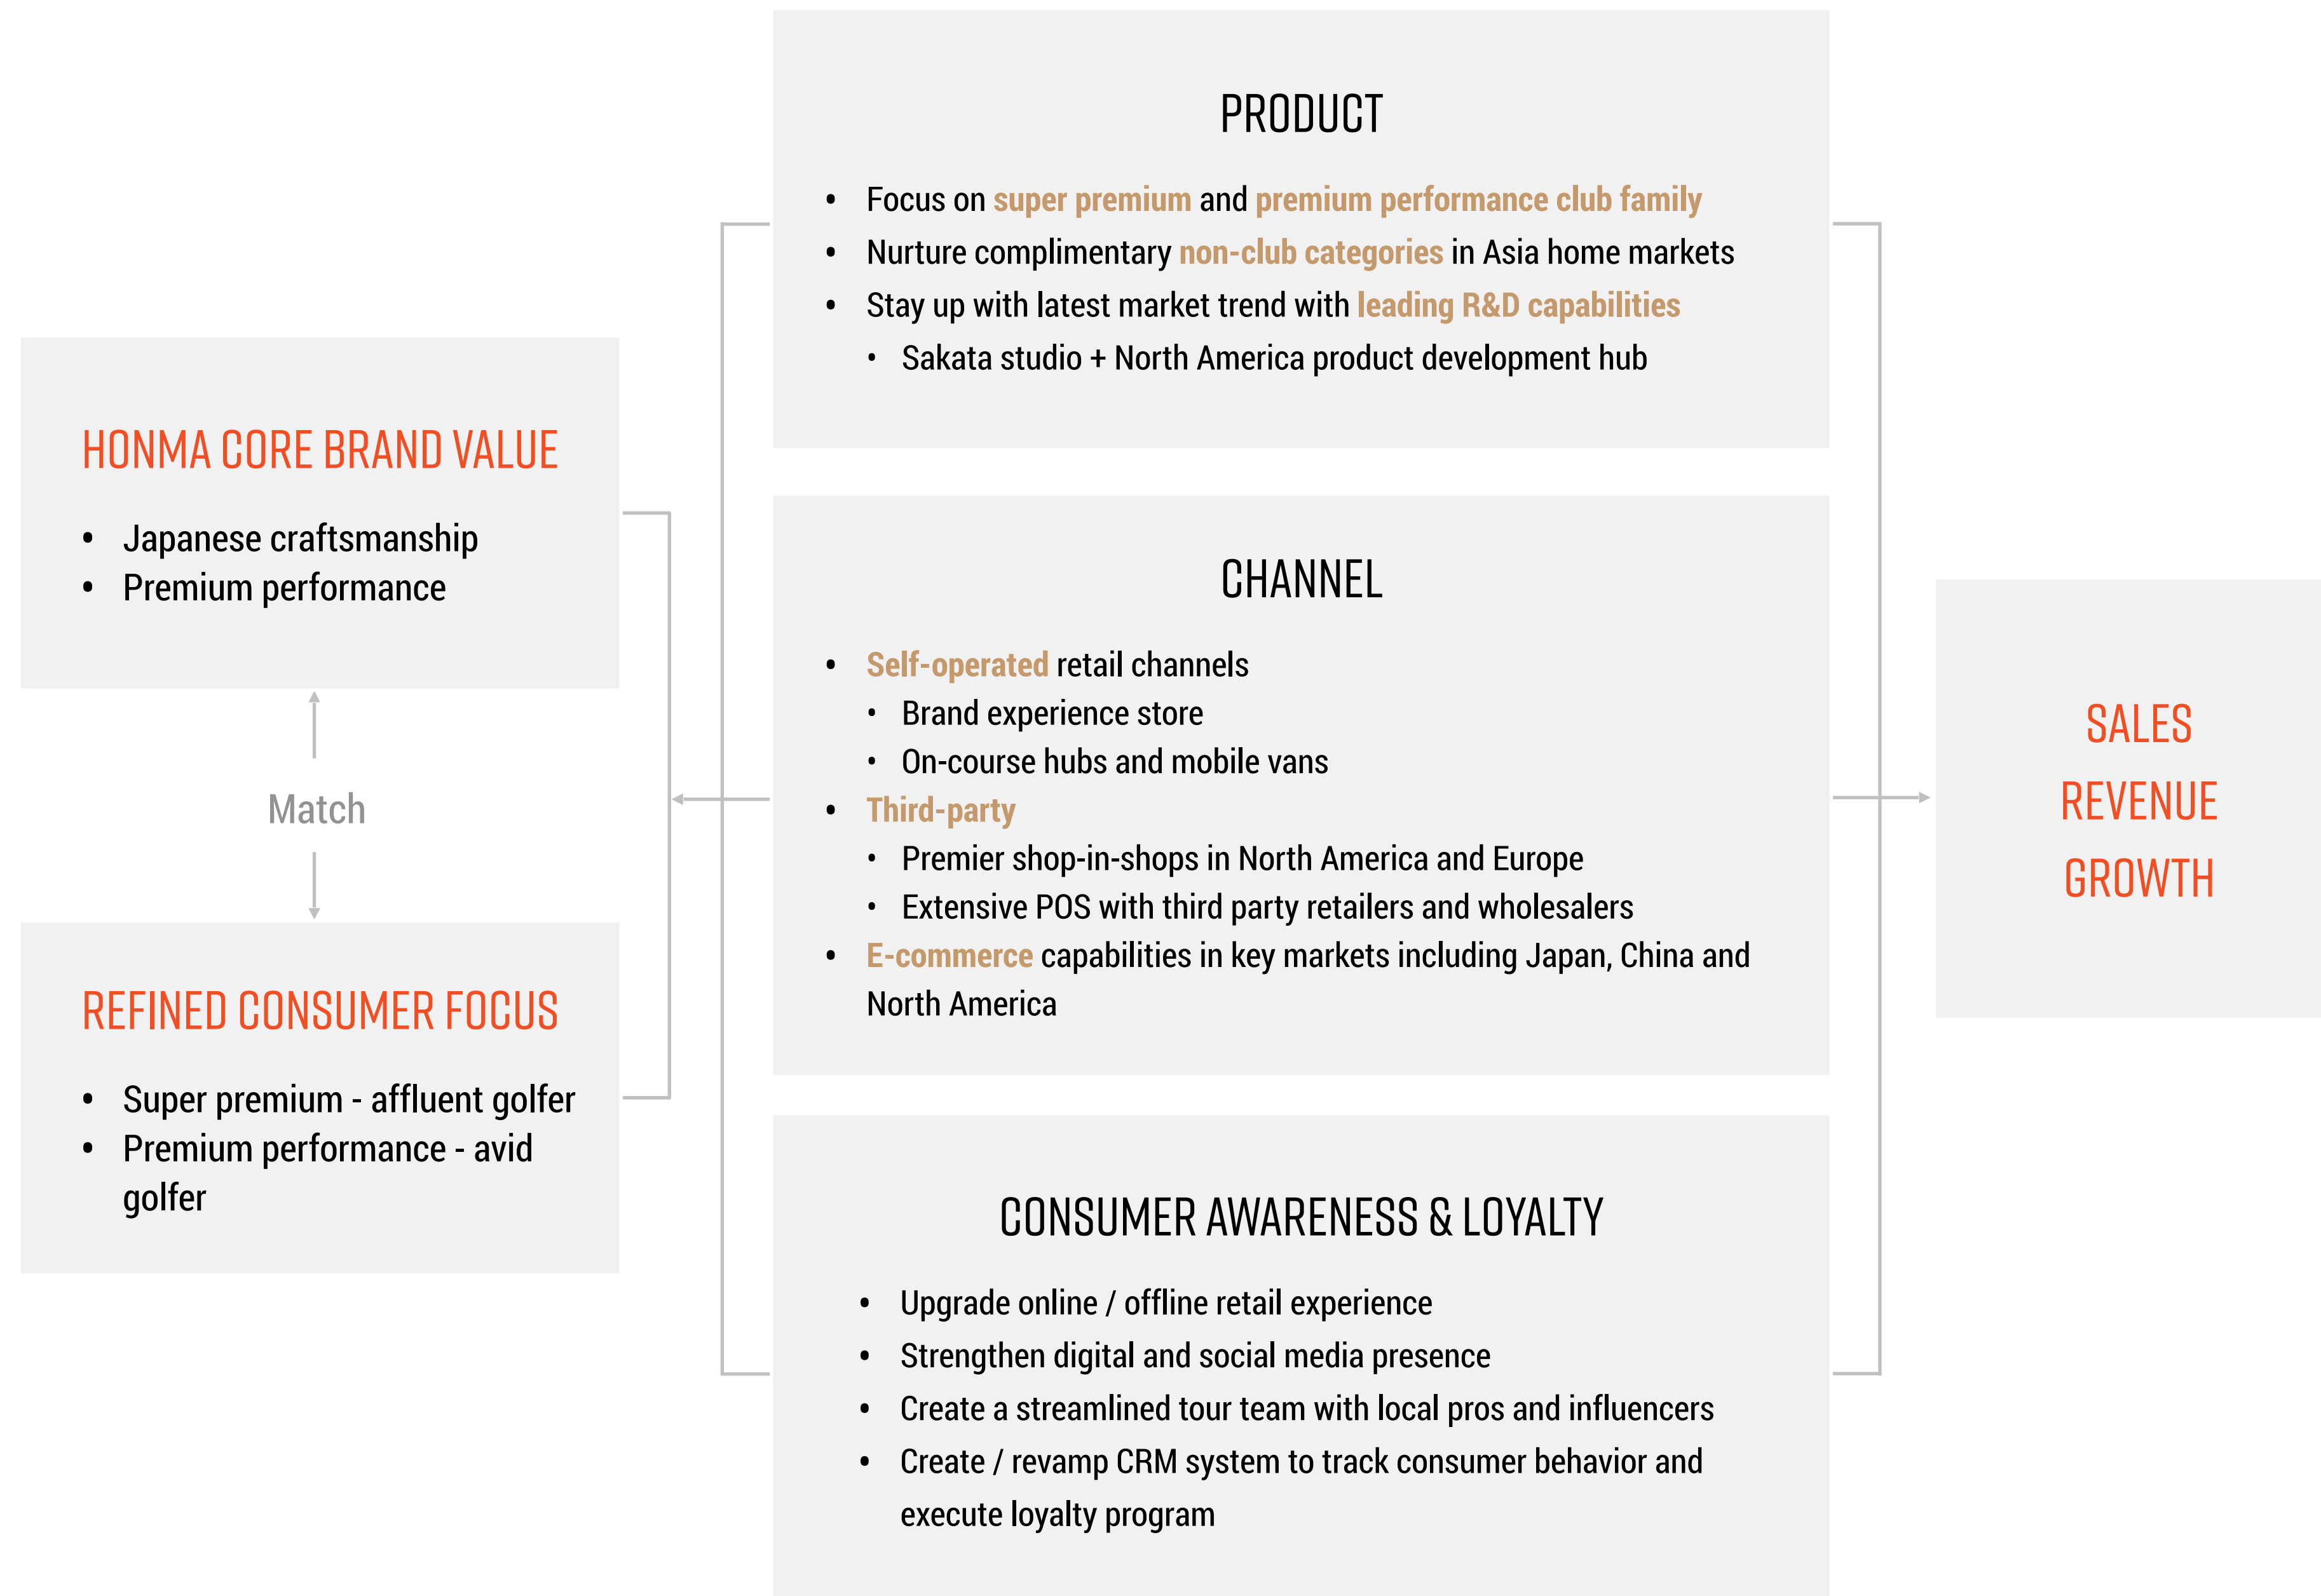 HONMA CORE BRAND VALUE
• Japanese craftsmanship
• Premium performance
Match
REFINED CONSUMER FOCUS
• Super premium - affluent golfer
• Premium performance - avid
golfer
PRODUCT
• Focus on super premium and premium performance club family
• Nurture complimentary non-club categories in Asia home markets
• Stay up with latest market trend with leading R&D capabilities
• Sakata studio + North America product development hub
CHANNEL
• Self-operated retail channels
• Brand experience store
• On-course hubs and mobile vans
• Third-party
• Premier shop-in-shops in North America and Europe
• Extensive POS with third party retailers and wholesalers
• E-commerce capabilities in key markets including Japan, China and
North America
CONSUMER AWARENESS & LOYALTY
• Upgrade online / offline retail experience
• Strengthen digital and social media presence
• Create a streamlined tour team with local pros and influencers
• Create / revamp CRM system to track consumer behavior and
execute loyalty program
SALES
REVENUE
GROWTH